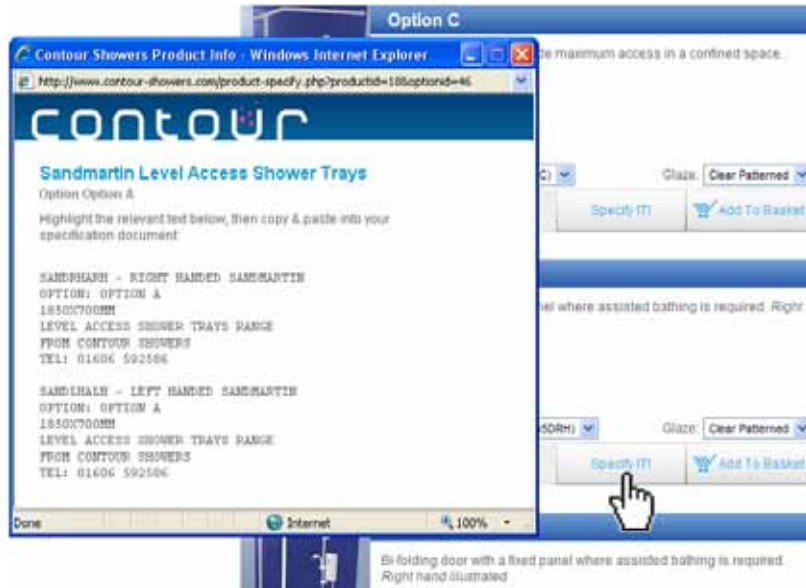 Option C
Contour Showers Product Info - Windows Internet Explorer
maximum access in a confined space.
http://www.contour-showers.com/product-specify.php?productid=188&optionid=46
contour
Sandmartin Level Access Shower Trays
Option Option A
Highlight the relevant text below, then copy & paste into your
specification document:
SANDRHARH - RIGHT HANDED SANDMARTIN
OPTION: OPTION A
1850X700MM
LEVEL ACCESS SHOWER TRAYS RANGE
FROM CONTOUR SHOWERS
TEL: 01606 592586
SANDLHALH - LEFT HANDED SANDMARTIN
OPTION: OPTION A
1850X700MM
LEVEL ACCESS SHOWER TRAYS RANGE
FROM CONTOUR SHOWERS
TEL: 01606 592586
Done
Internet
100%
Glaze: Clear Patterned
Specify IT!
Add To Basket
where assisted bathing is required. Right
Glaze: Clear Patterned
Specify IT!
Add To Basket
Bi-folding door with a fixed panel where assisted bathing is required.
Right hand illustrated